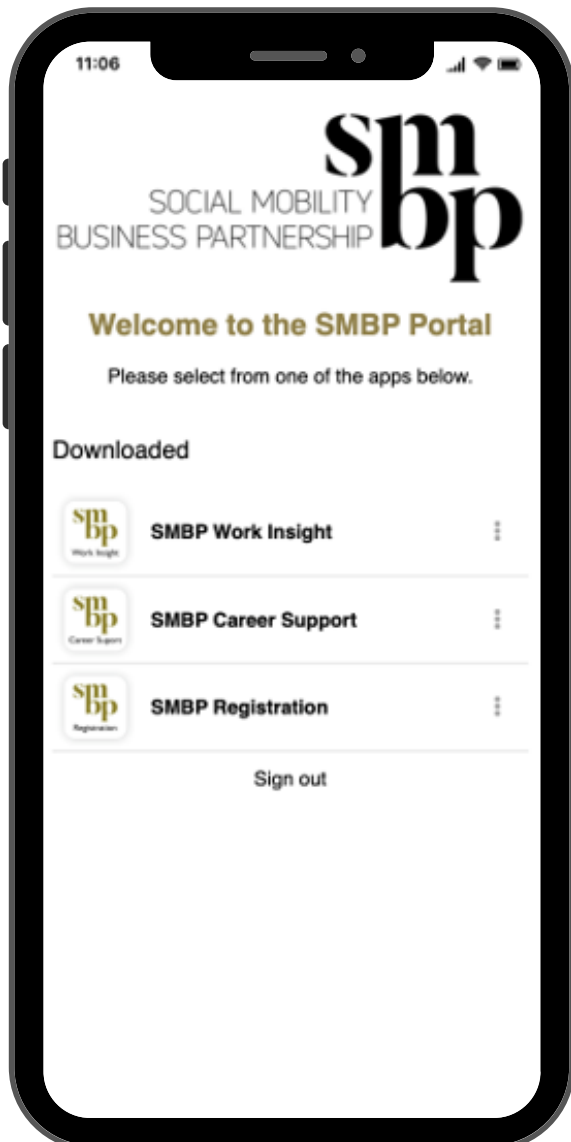 11:06
sm
SOCIAL MOBILITY
BUSINESS PARTNERSHIP
bp
Welcome to the SMBP Portal
Please select from one of the apps below.
Downloaded
sm
bp
Work Insight
SMBP Work Insight
sm
bp
Career Suport
SMBP Career Support
sm
bp
Registration
SMBP Registration
Sign out